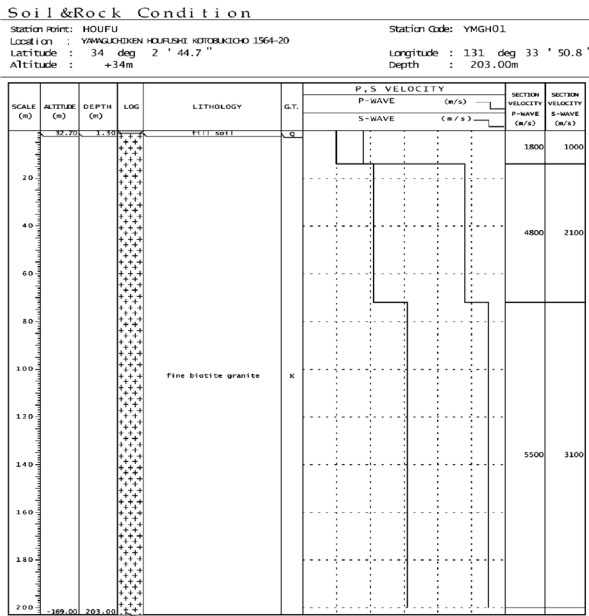 Soil&Rock Condition
Station Point: HOUFU Station Code: YMGH01
Location : YAMAGUCHIKEN HOUFUSHI KOTOBUKICHO 1564-20
Latitude : 34 deg 2 ' 44.7 " Longitude : 131 deg 33 ' 50.8 "
Altitude : +34m Depth : 203.00m
P,S VELOCITY
SCALE (m) ALTITUDE (m) DEPTH (m) LOG LITHOLOGY G.T. P-WAVE (m/s) SECTION VELOCITY P-WAVE (m/s) SECTION VELOCITY S-WAVE (m/s)
S-WAVE (m/s)
32.70 1.30 fill soil Q
1800 1000
20
40
4800 2100
60
80
100 fine biotite granite K
120
140 5500 3100
160
180
200 -169.00 203.00